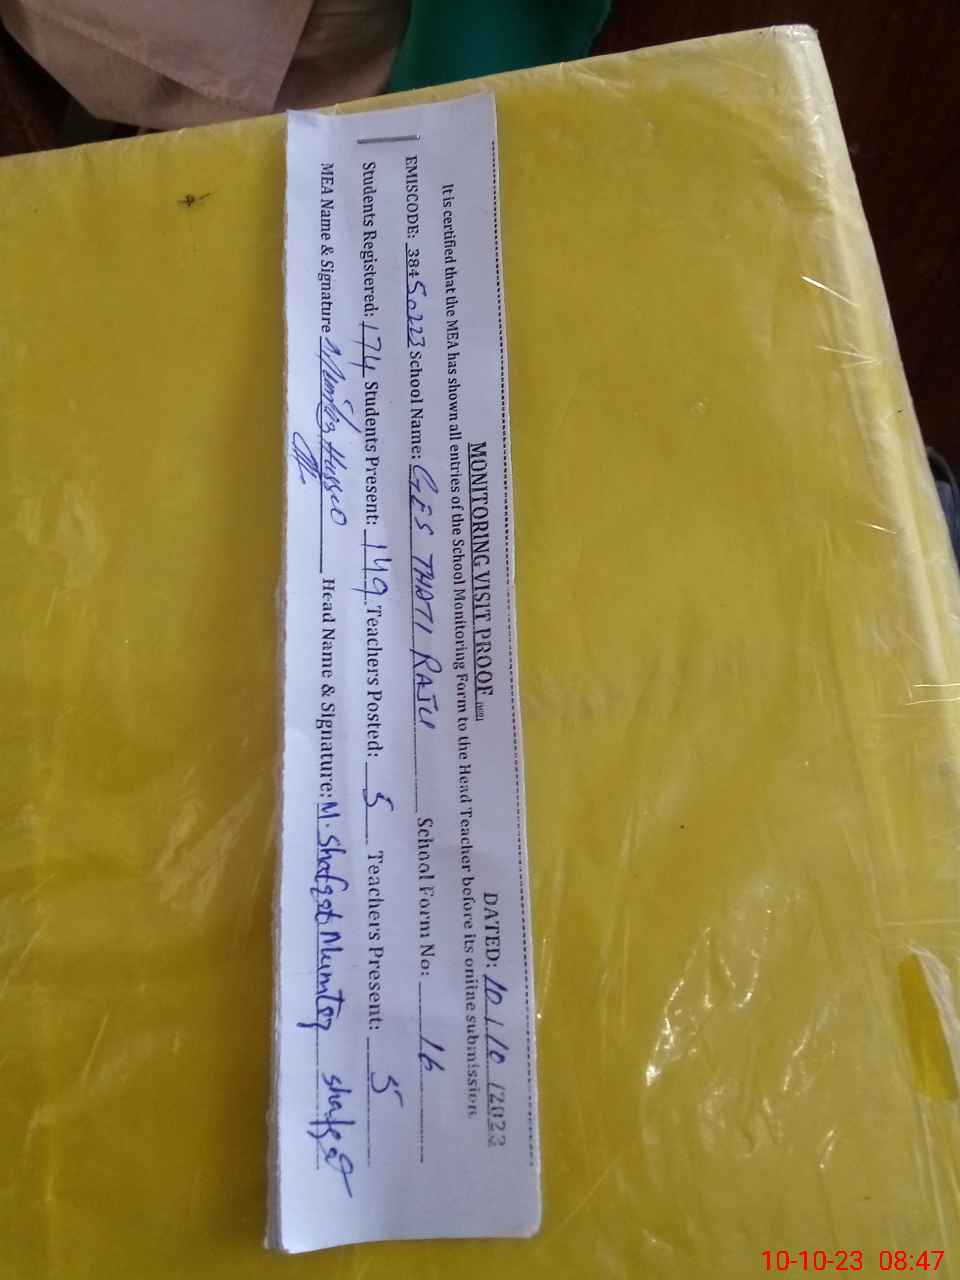 MONITORING VISIT PROOF
DATED: 10/10/2023
It is certified that the MEA has shown all entries of the School Monitoring Form to the Head Teacher before its online submission.
EMISCODE: 38450223 School Name: GES THATI RAJU School Form No: 16
Students Registered: 174 Students Present: 149 Teachers Posted: 5 Teachers Present: 5
MEA Name & Signature Head Name & Signature: M. Shafqat Mumtaz
10-10-23 08:47